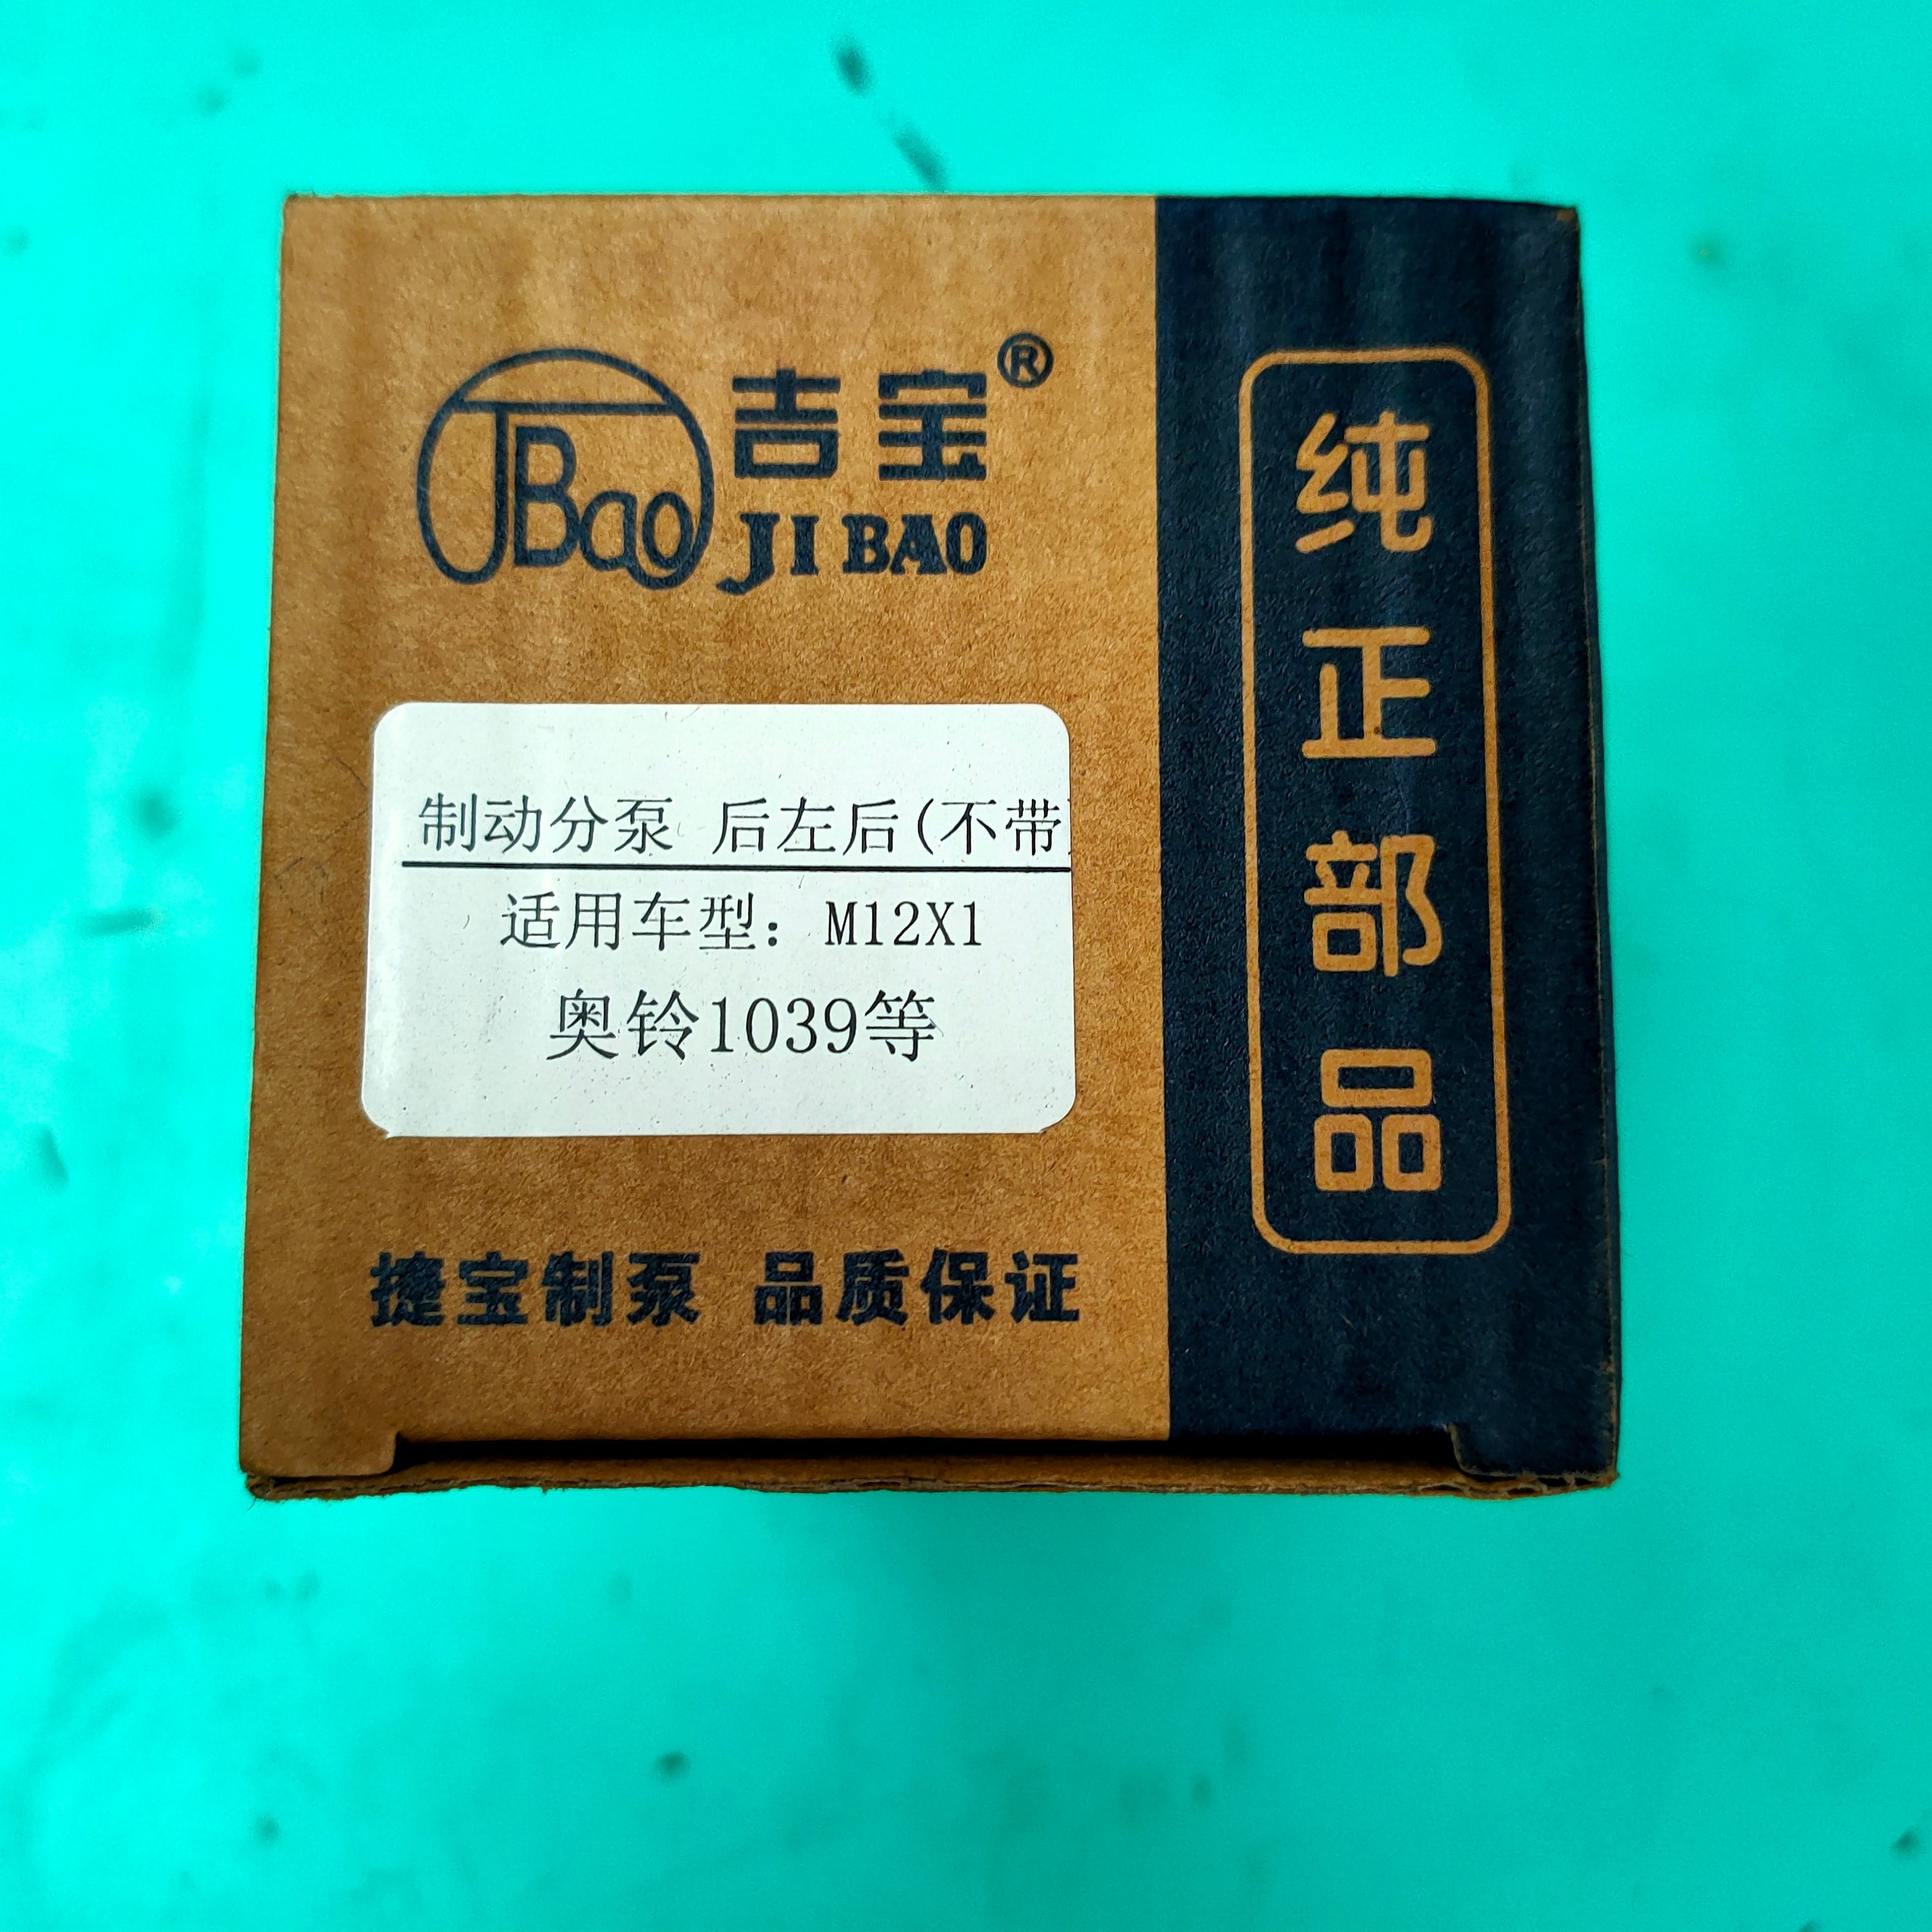 JBao
吉宝®
JI BAO
制动分泵 后左后(不带
适用车型: M12X1
奥铃1039等
捷宝制泵 品质保证
纯正部品